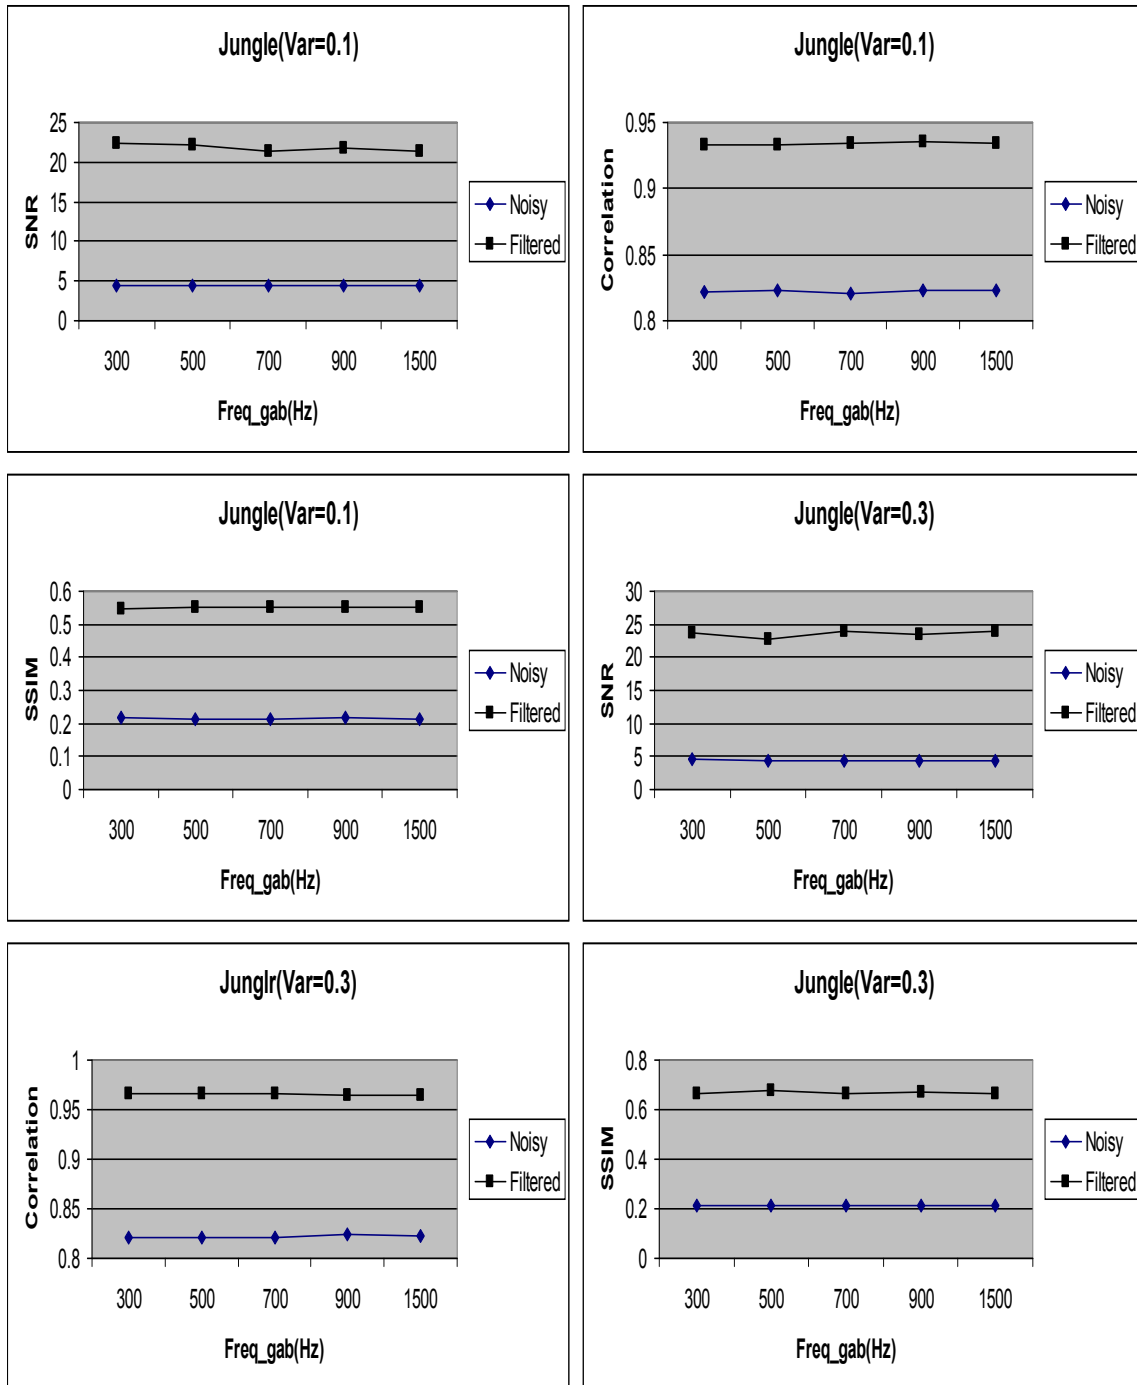 Jungle(Var=0.1)
SNR
25
20
15
10
5
0
300 500 700 900 1500
Freq_gab(Hz)
Noisy
Filtered
Jungle(Var=0.1)
Correlation
0.95
0.9
0.85
0.8
300 500 700 900 1500
Freq_gab(Hz)
Noisy
Filtered
Jungle(Var=0.1)
SSIM
0.6
0.5
0.4
0.3
0.2
0.1
0
300 500 700 900 1500
Freq_gab(Hz)
Noisy
Filtered
Jungle(Var=0.3)
SNR
30
25
20
15
10
5
0
300 500 700 900 1500
Freq_gab(Hz)
Noisy
Filtered
Junglr(Var=0.3)
Correlation
1
0.95
0.9
0.85
0.8
300 500 700 900 1500
Freq_gab(Hz)
Noisy
Filtered
Jungle(Var=0.3)
SSIM
0.8
0.6
0.4
0.2
0
300 500 700 900 1500
Freq_gab(Hz)
Noisy
Filtered